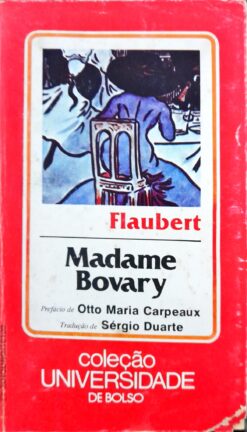 Flaubert
Madame
Bovary
Prefácio de Otto Maria Carpeaux
Tradução de Sérgio Duarte
coleção
UNIVERSIDADE
DE BOLSO